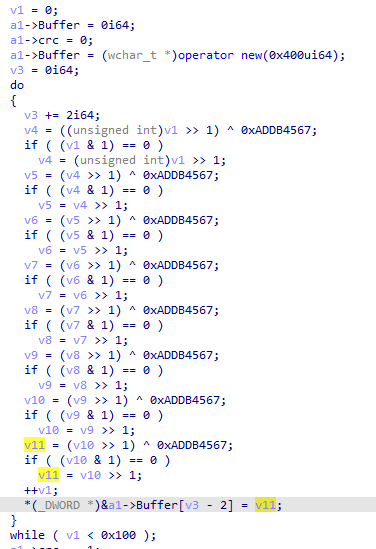 v1 = 0;
a1->Buffer = 0i64;
a1->crc = 0;
a1->Buffer = (wchar_t *)operator new(0x400ui64);
v3 = 0i64;
do
{
v3 += 2i64;
v4 = ((unsigned int)v1 >> 1) ^ 0xADDB4567;
if ( (v1 & 1) == 0 )
v4 = (unsigned int)v1 >> 1;
v5 = (v4 >> 1) ^ 0xADDB4567;
if ( (v4 & 1) == 0 )
v5 = v4 >> 1;
v6 = (v5 >> 1) ^ 0xADDB4567;
if ( (v5 & 1) == 0 )
v6 = v5 >> 1;
v7 = (v6 >> 1) ^ 0xADDB4567;
if ( (v6 & 1) == 0 )
v7 = v6 >> 1;
v8 = (v7 >> 1) ^ 0xADDB4567;
if ( (v7 & 1) == 0 )
v8 = v7 >> 1;
v9 = (v8 >> 1) ^ 0xADDB4567;
if ( (v8 & 1) == 0 )
v9 = v8 >> 1;
v10 = (v9 >> 1) ^ 0xADDB4567;
if ( (v9 & 1) == 0 )
v10 = v9 >> 1;
v11 = (v10 >> 1) ^ 0xADDB4567;
if ( (v10 & 1) == 0 )
v11 = v10 >> 1;
++v1;
*(_DWORD *)&a1->Buffer[v3 - 2] = v11;
}
while ( v1 < 0x100 );